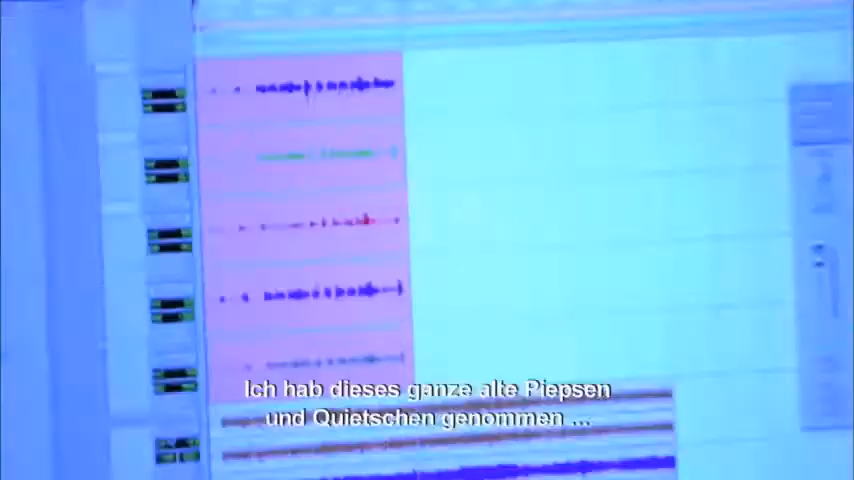 Ich hab dieses ganze alte Piepsen
und Quietschen genommen ...